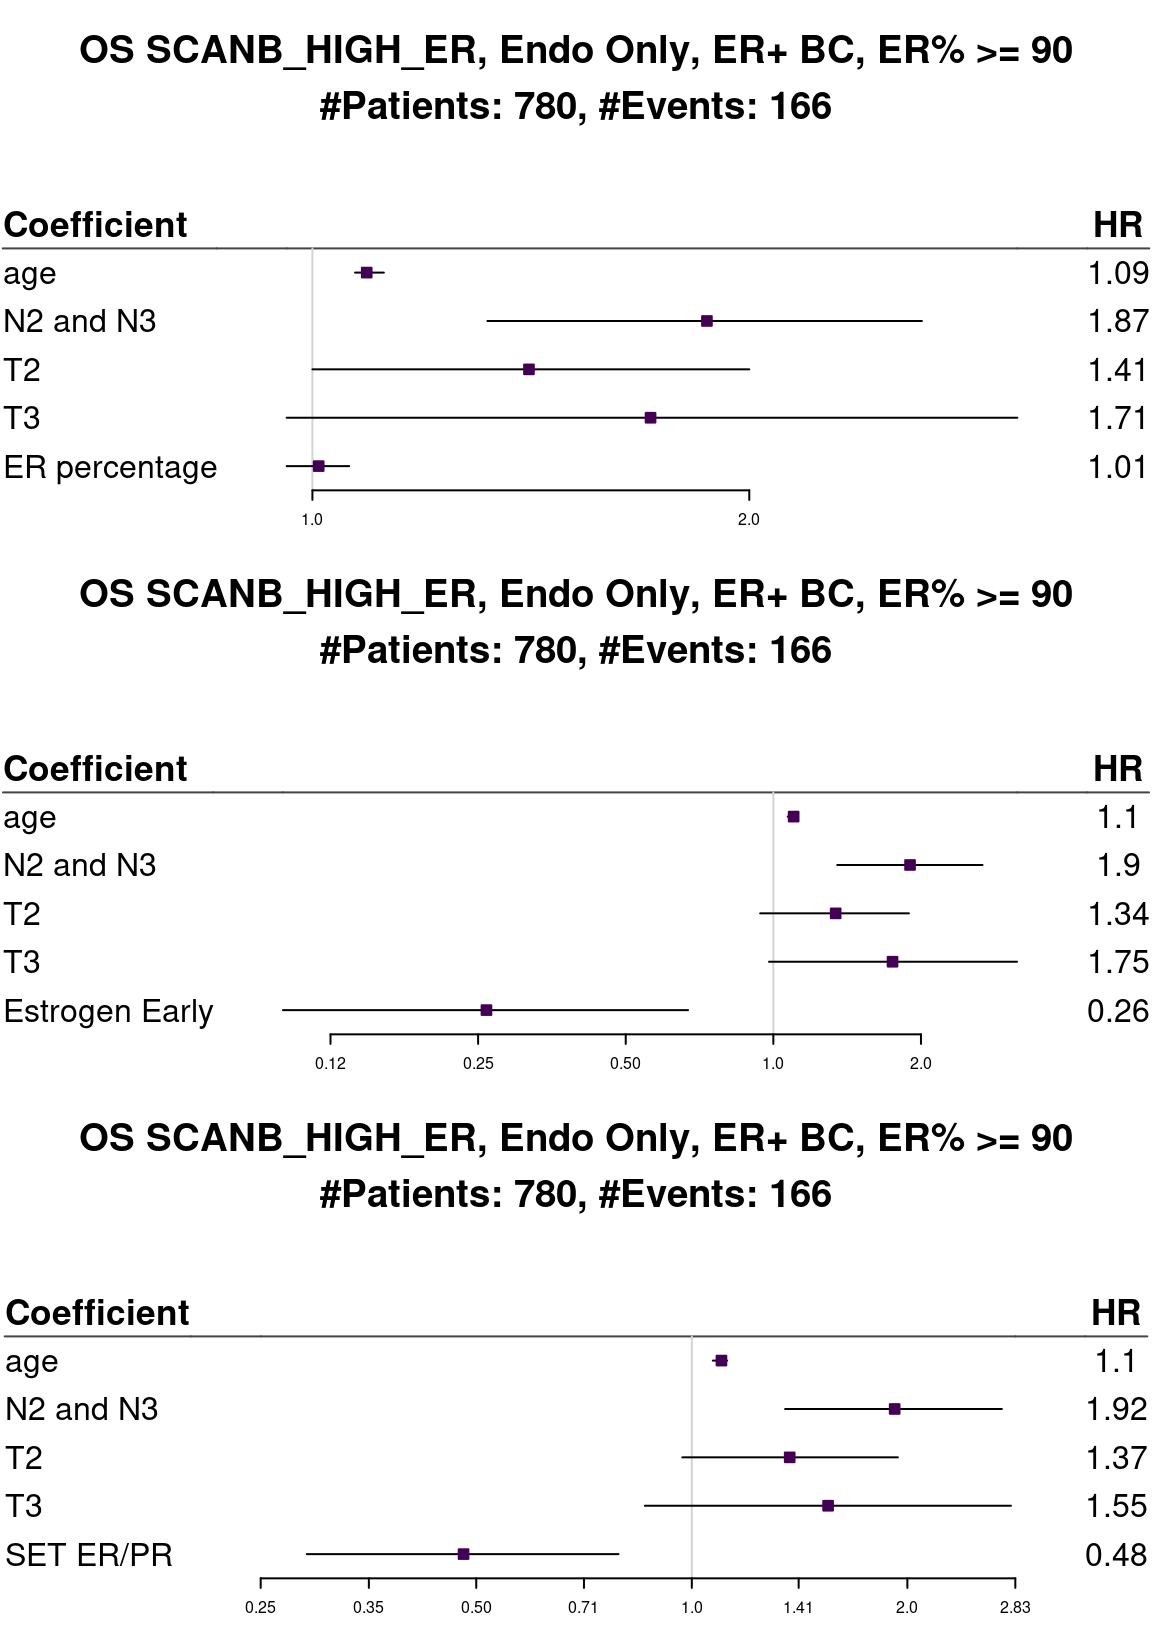 OS SCANB_HIGH_ER, Endo Only, ER+ BC, ER% >= 90
#Patients: 780, #Events: 166
Coefficient HR
age 1.09
N2 and N3 1.87
T2 1.41
T3 1.71
ER percentage 1.01
1.0 2.0
OS SCANB_HIGH_ER, Endo Only, ER+ BC, ER% >= 90
#Patients: 780, #Events: 166
Coefficient HR
age 1.1
N2 and N3 1.9
T2 1.34
T3 1.75
Estrogen Early 0.26
0.12 0.25 0.50 1.0 2.0
OS SCANB_HIGH_ER, Endo Only, ER+ BC, ER% >= 90
#Patients: 780, #Events: 166
Coefficient HR
age 1.1
N2 and N3 1.92
T2 1.37
T3 1.55
SET ER/PR 0.48
0.25 0.35 0.50 0.71 1.0 1.41 2.0 2.83